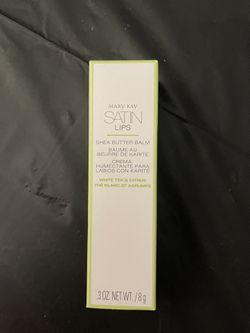 MARY KAY
SATIN
LIPS
SHEA BUTTER BALM
BAUME AU
BEURRE DE KARITÉ
CREMA
HUMECTANTE PARA
LABIOS CON KARITÉ
WHITE TEA & CITRUS
THÉ BLANC ET AGRUMES
.3 OZ. NET WT. / 8 g